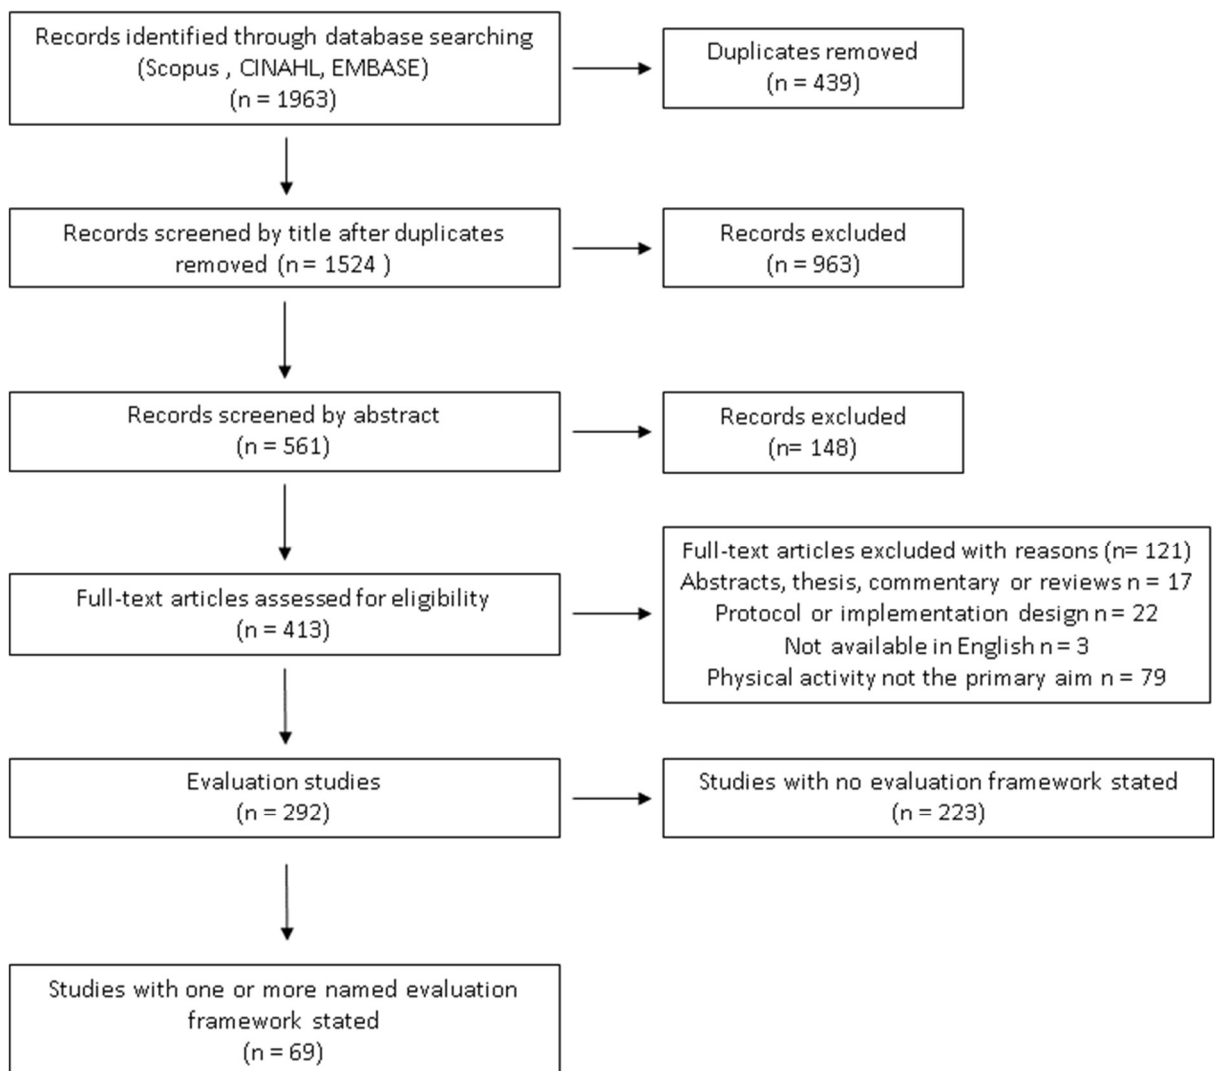 Records identified through database searching
(Scopus , CINAHL, EMBASE)
(n = 1963)
Duplicates removed
(n = 439)
Records screened by title after duplicates
removed (n = 1524 )
Records excluded
(n = 963)
Records screened by abstract
(n = 561)
Records excluded
(n= 148)
Full-text articles assessed for eligibility
(n = 413)
Full-text articles excluded with reasons (n= 121)
Abstracts, thesis, commentary or reviews n = 17
Protocol or implementation design n = 22
Not available in English n = 3
Physical activity not the primary aim n = 79
Evaluation studies
(n = 292)
Studies with no evaluation framework stated
(n = 223)
Studies with one or more named evaluation
framework stated
(n = 69)